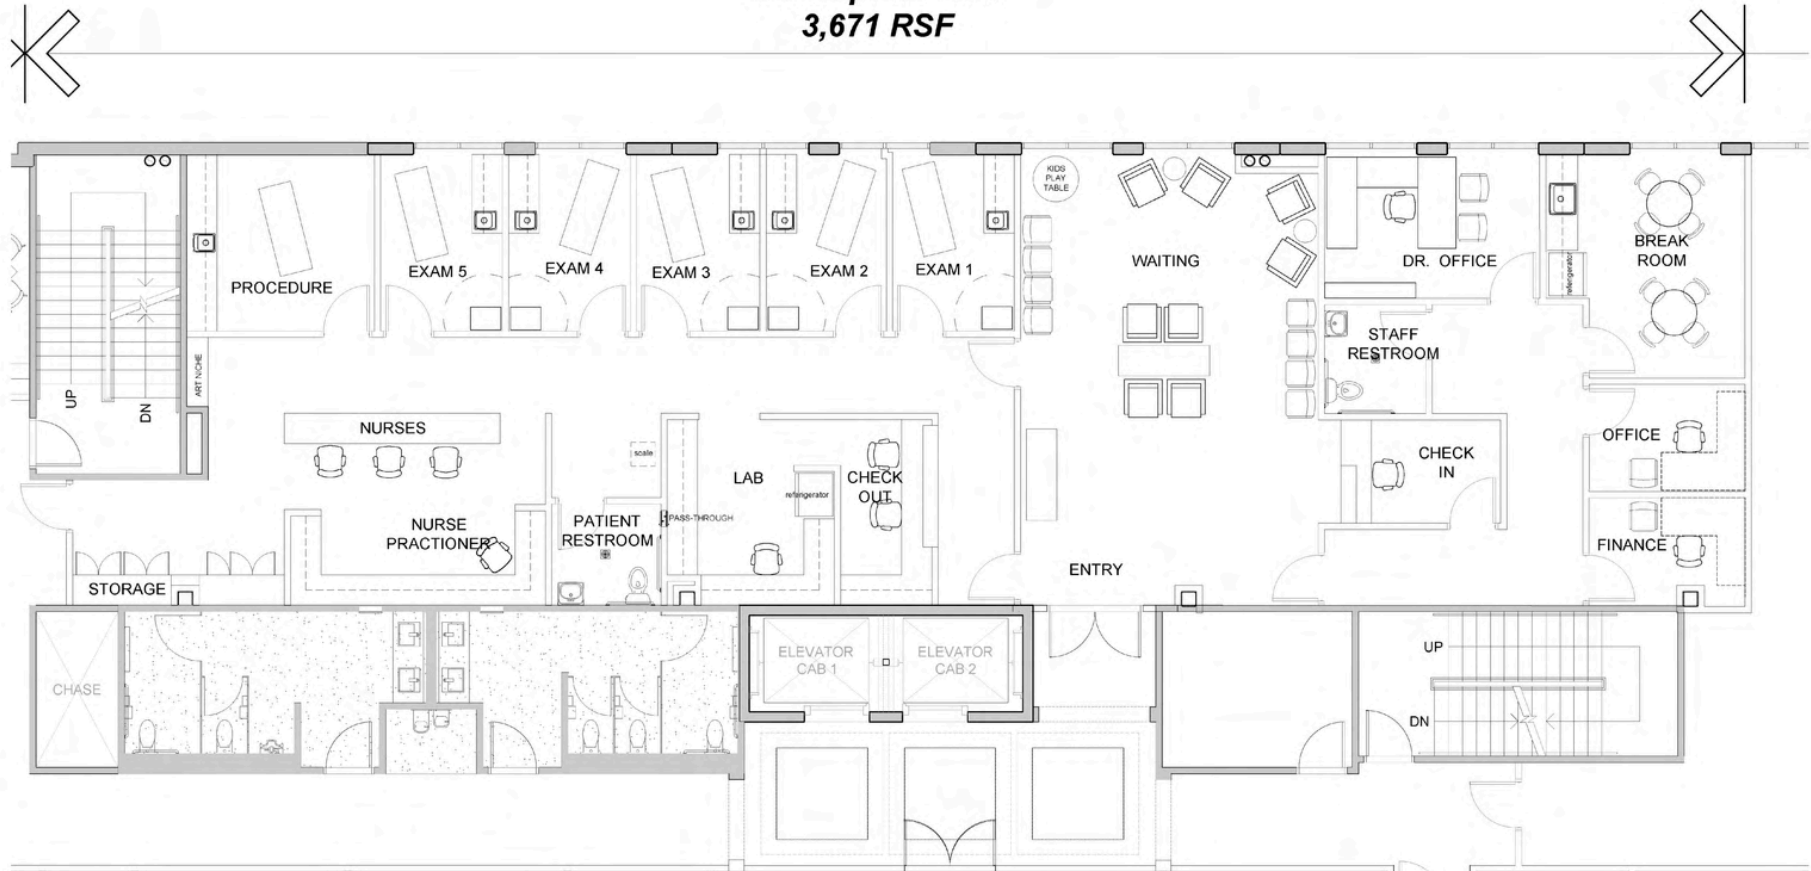 3,671 RSF
KIDS
PLAY
TABLE
WAITING
DR. OFFICE
BREAK
ROOM
refrigerator
PROCEDURE
EXAM 5
EXAM 4
EXAM 3
EXAM 2
EXAM 1
STAFF
RESTROOM
ART NICHE
UP
DN
NURSES
scale
LAB
refengerator
CHECK
OUT
CHECK
IN
OFFICE
NURSE
PRACTIONER
PATIENT
RESTROOM
PASS-THROUGH
FINANCE
ENTRY
STORAGE
CHASE
ELEVATOR
CAB 1
ELEVATOR
CAB 2
UP
DN